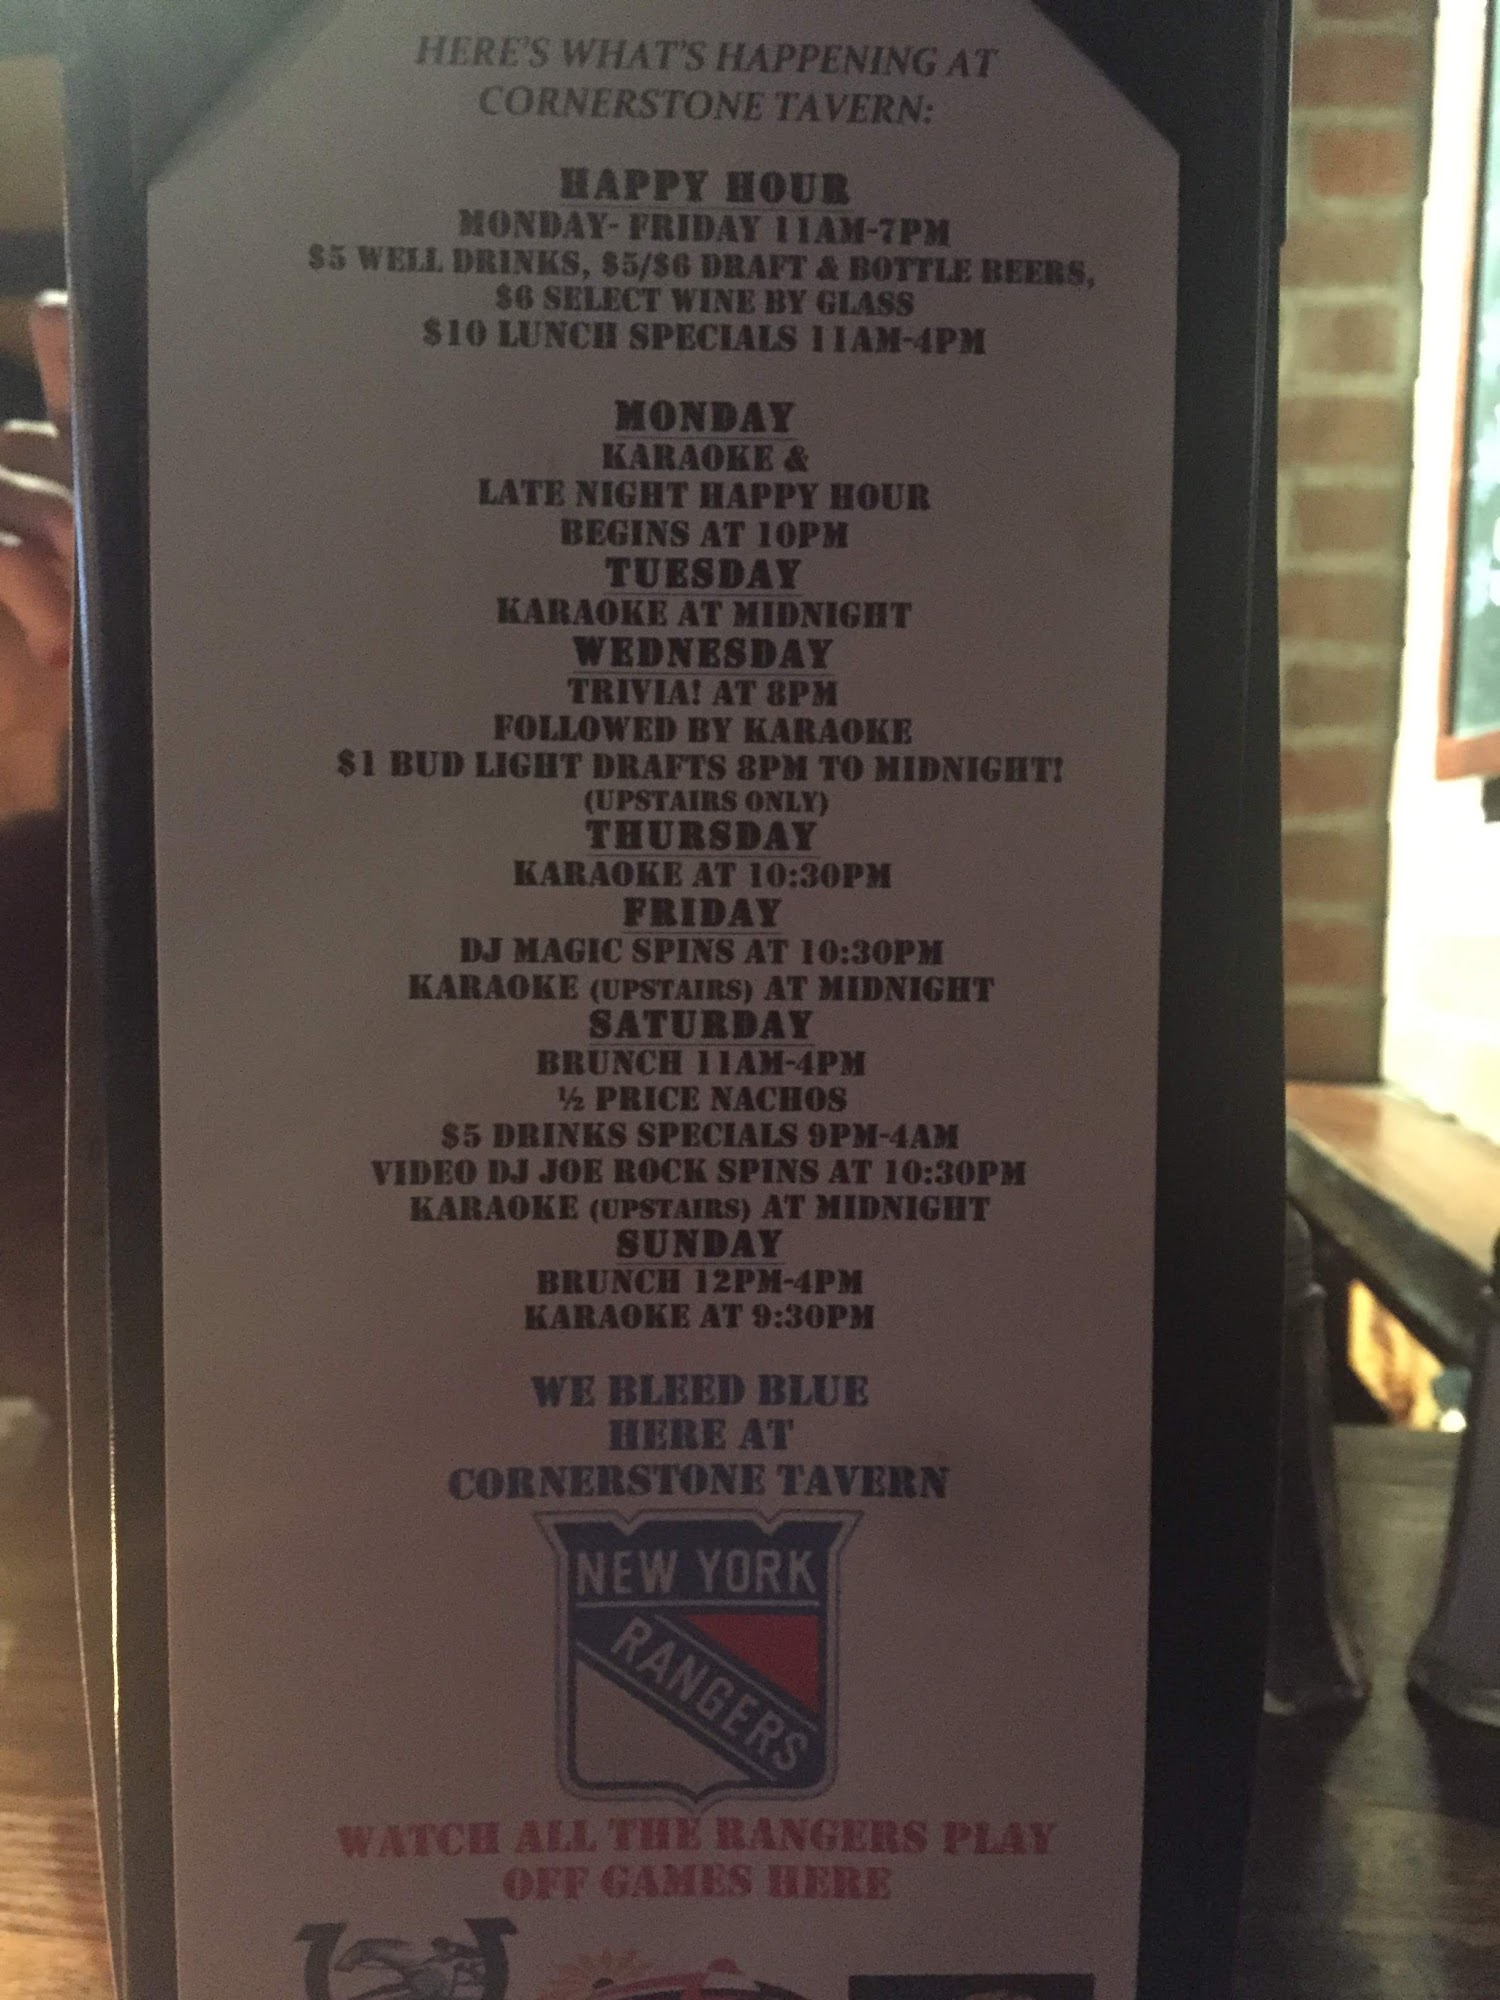 HERE'S WHAT'S HAPPENING AT
CORNERSTONE TAVERN:
HAPPY HOUR
MONDAY- FRIDAY 11AM-7PM
$5 WELL DRINKS, $5/$6 DRAFT & BOTTLE BEERS,
$6 SELECT WINE BY GLASS
$10 LUNCH SPECIALS 11AM-4PM
MONDAY
KARAOKE &
LATE NIGHT HAPPY HOUR
BEGINS AT 10PM
TUESDAY
KARAOKE AT MIDNIGHT
WEDNESDAY
TRIVIA! AT 8PM
FOLLOWED BY KARAOKE
$1 BUD LIGHT DRAFTS 8PM TO MIDNIGHT!
(UPSTAIRS ONLY)
THURSDAY
KARAOKE AT 10:30PM
FRIDAY
DJ MAGIC SPINS AT 10:30PM
KARAOKE (UPSTAIRS) AT MIDNIGHT
SATURDAY
BRUNCH 11AM-4PM
½ PRICE NACHOS
$5 DRINKS SPECIALS 9PM-4AM
VIDEO DJ JOE ROCK SPINS AT 10:30PM
KARAOKE (UPSTAIRS) AT MIDNIGHT
SUNDAY
BRUNCH 12PM-4PM
KARAOKE AT 9:30PM
WE BLEED BLUE
HERE AT
CORNERSTONE TAVERN
NEW YORK
RANGERS
WATCH ALL THE RANGERS PLAY
OFF GAMES HERE